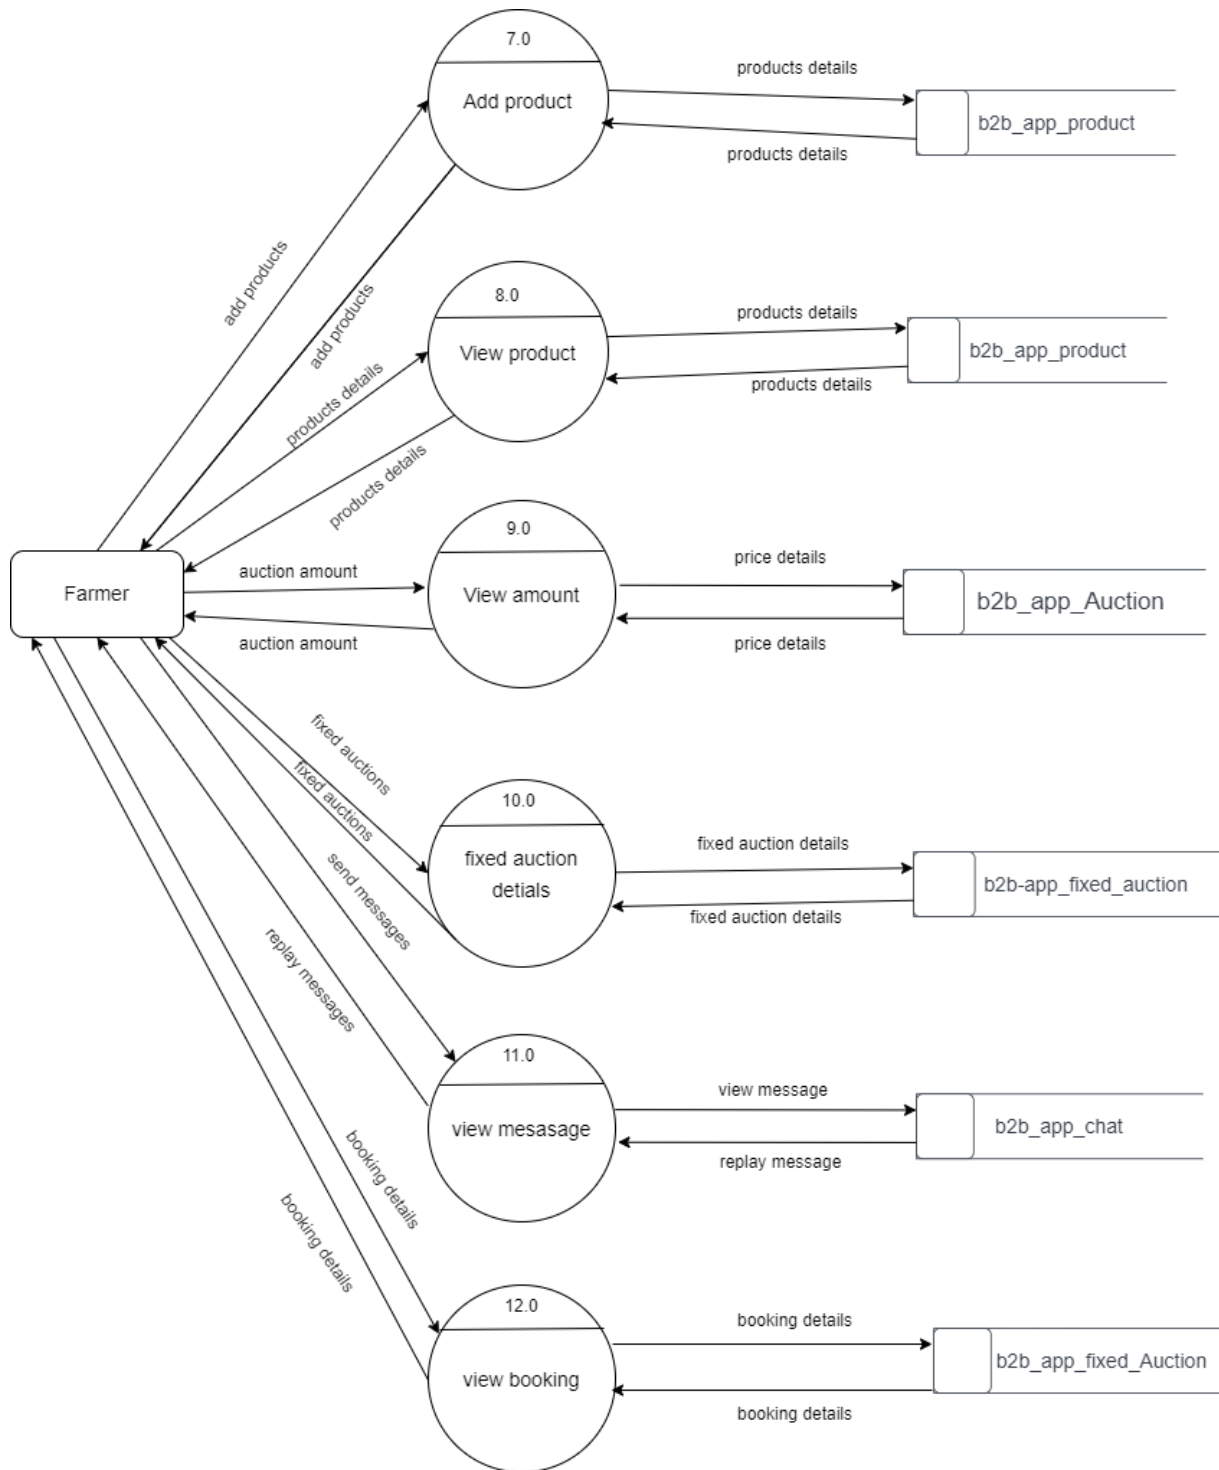 7.0
Add product
products details
products details
b2b_app_product
add products
add products
8.0
View product
products details
products details
b2b_app_product
products details
products details
Farmer
9.0
View amount
auction amount
auction amount
price details
price details
b2b_app_Auction
fixed auctions
fixed auctions
10.0
fixed auction
detials
fixed auction details
fixed auction details
b2b-app_fixed_auction
send messages
replay messages
11.0
view mesasage
view message
replay message
b2b_app_chat
booking details
booking details
12.0
view booking
booking details
booking details
b2b_app_fixed_Auction